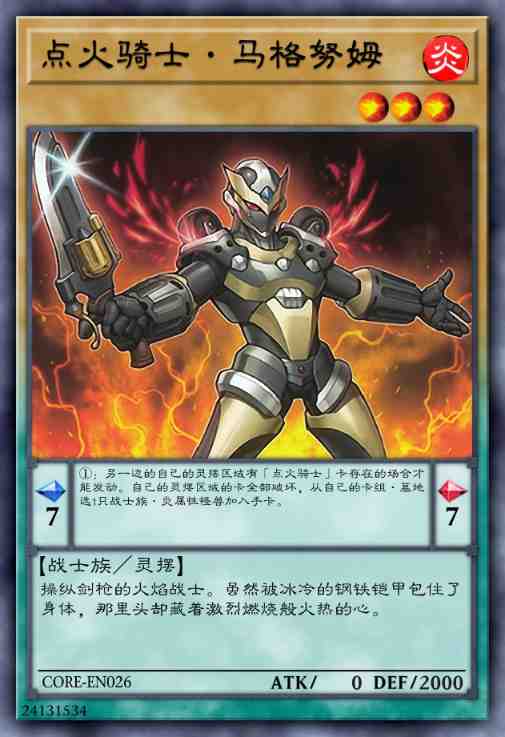 点火骑士·马格努姆
炎
①：另一边的自己的灵摆区域有「点火骑士」卡存在的场合才
能发动。自己的灵摆区域的卡全部破坏，从自己的卡组·墓地
选1只战士族·炎属性怪兽加入手卡。
7
7
【战士族／灵摆】
操纵剑枪的火焰战士。虽然被冰冷的钢铁铠甲包住了
身体，那里头却藏着激烈燃烧般火热的心。
CORE-EN026
ATK/ 0 DEF/2000
24131534